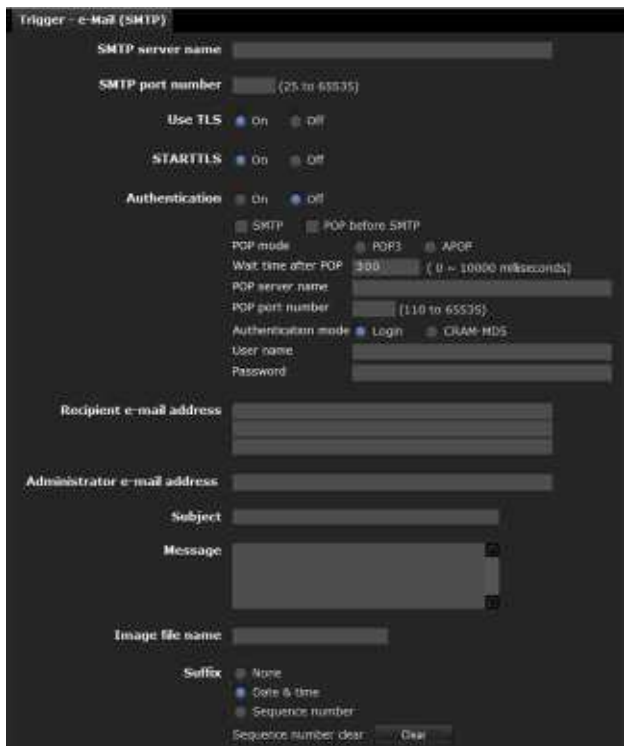 Trigger - e-Mail (SMTP)
SMTP server name
SMTP port number (25 to 65535)
Use TLS On Off
STARTTLS On Off
Authentication On Off
SMTP POP before SMTP
POP mode POP3 APOP
Wait time after POP 300 ( 0 ~ 10000 milliseconds)
POP server name
POP port number (110 to 65535)
Authentication mode Login CRAM-MD5
User name
Password
Recipient e-mail address
Administrator e-mail address
Subject
Message
Image file name
Suffix None
Date & time
Sequence number
Sequence number clear Clear